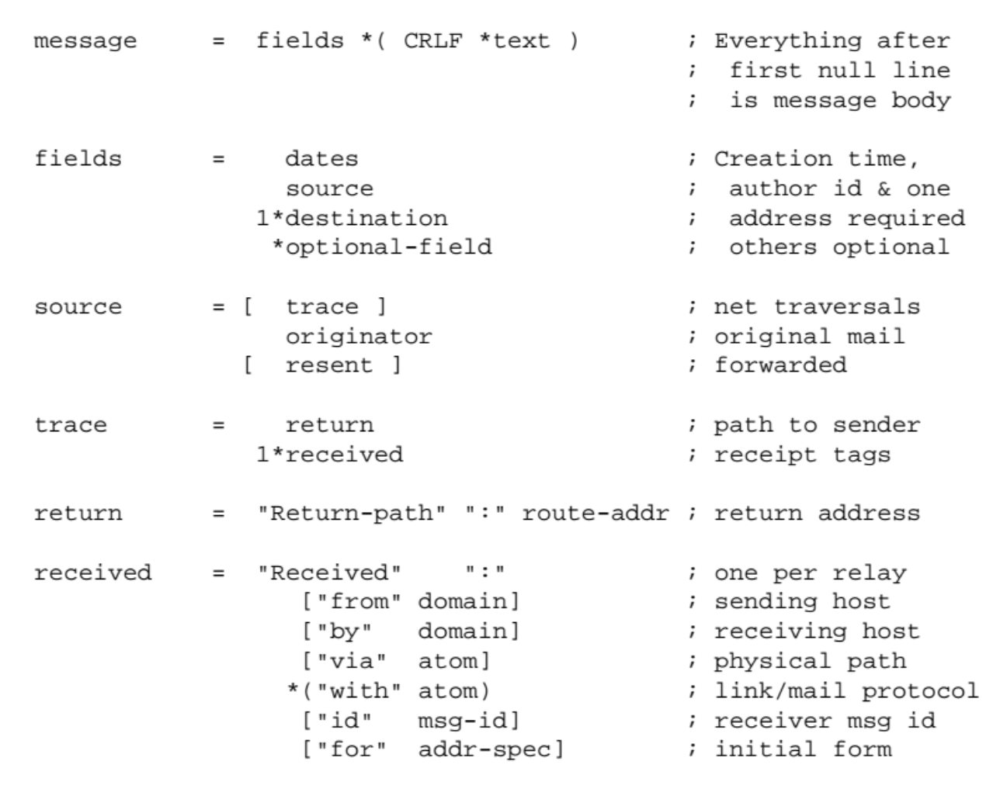 message     =  fields *( CRLF *text )       ; Everything after
                                            ;  first null line
                                            ;  is message body
fields      =    dates                      ; Creation time,
                 source                     ;  author id & one
               1*destination                ;  address required
                *optional-field             ;  others optional
source      = [  trace ]                    ; net traversals
                 originator                 ; original mail
              [  resent ]                   ; forwarded
trace       =    return                     ; path to sender
               1*received                   ; receipt tags
return      =  "Return-path" ":" route-addr ; return address
received    =  "Received"    ":"            ; one per relay
                  ["from" domain]           ; sending host
                  ["by"   domain]           ; receiving host
                  ["via"  atom]             ; physical path
                 *("with" atom)             ; link/mail protocol
                  ["id"   msg-id]           ; receiver msg id
                  ["for"  addr-spec]        ; initial form